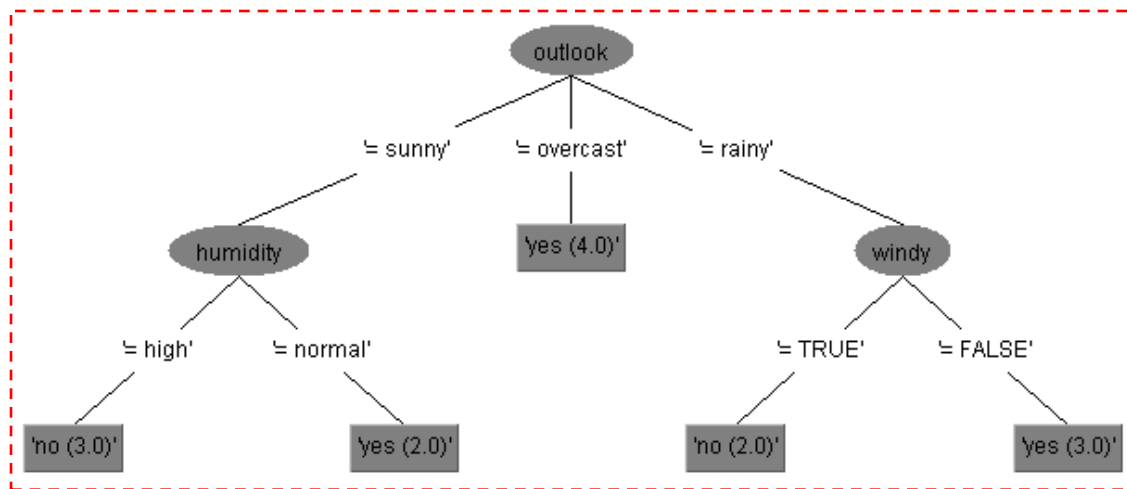 outlook
'= sunny' '= overcast' '= rainy'
humidity 'yes (4.0)' windy
'= high' '= normal' '= TRUE' '= FALSE'
'no (3.0)' 'yes (2.0)' 'no (2.0)' 'yes (3.0)'